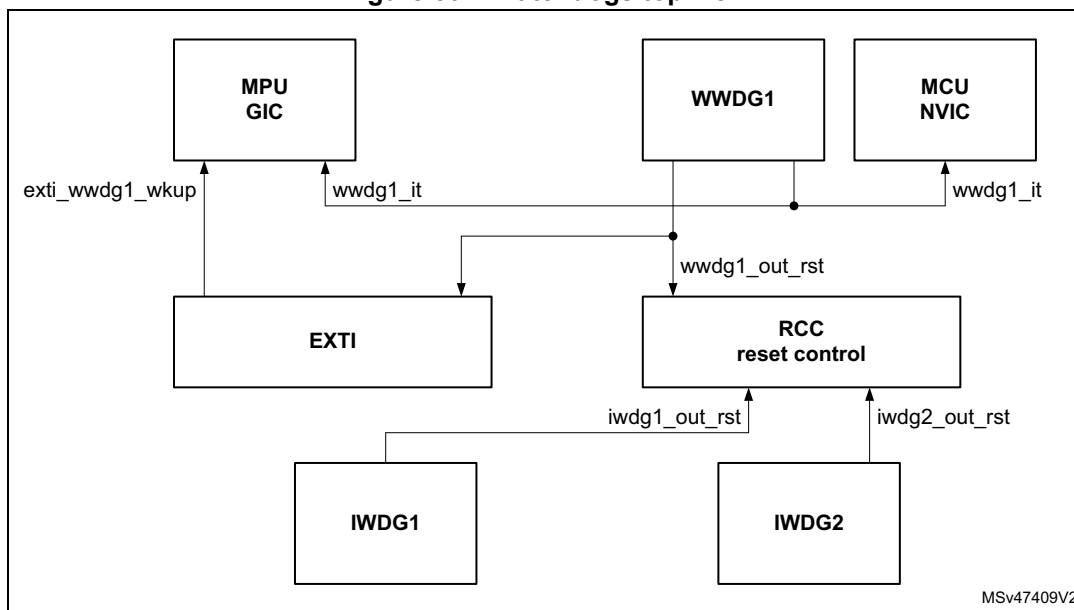 MPU
GIC
WWDG1
MCU
NVIC
exti_wwdg1_wkup
wwdg1_it
wwdg1_it
wwdg1_out_rst
EXTI
RCC
reset control
iwdg1_out_rst
iwdg2_out_rst
IWDG1
IWDG2
MSv47409V2